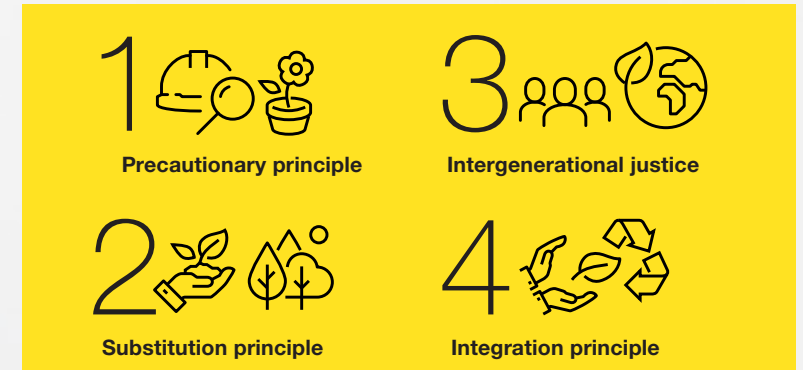 1
Precautionary principle
2
Substitution principle
3
Intergenerational justice
4
Integration principle